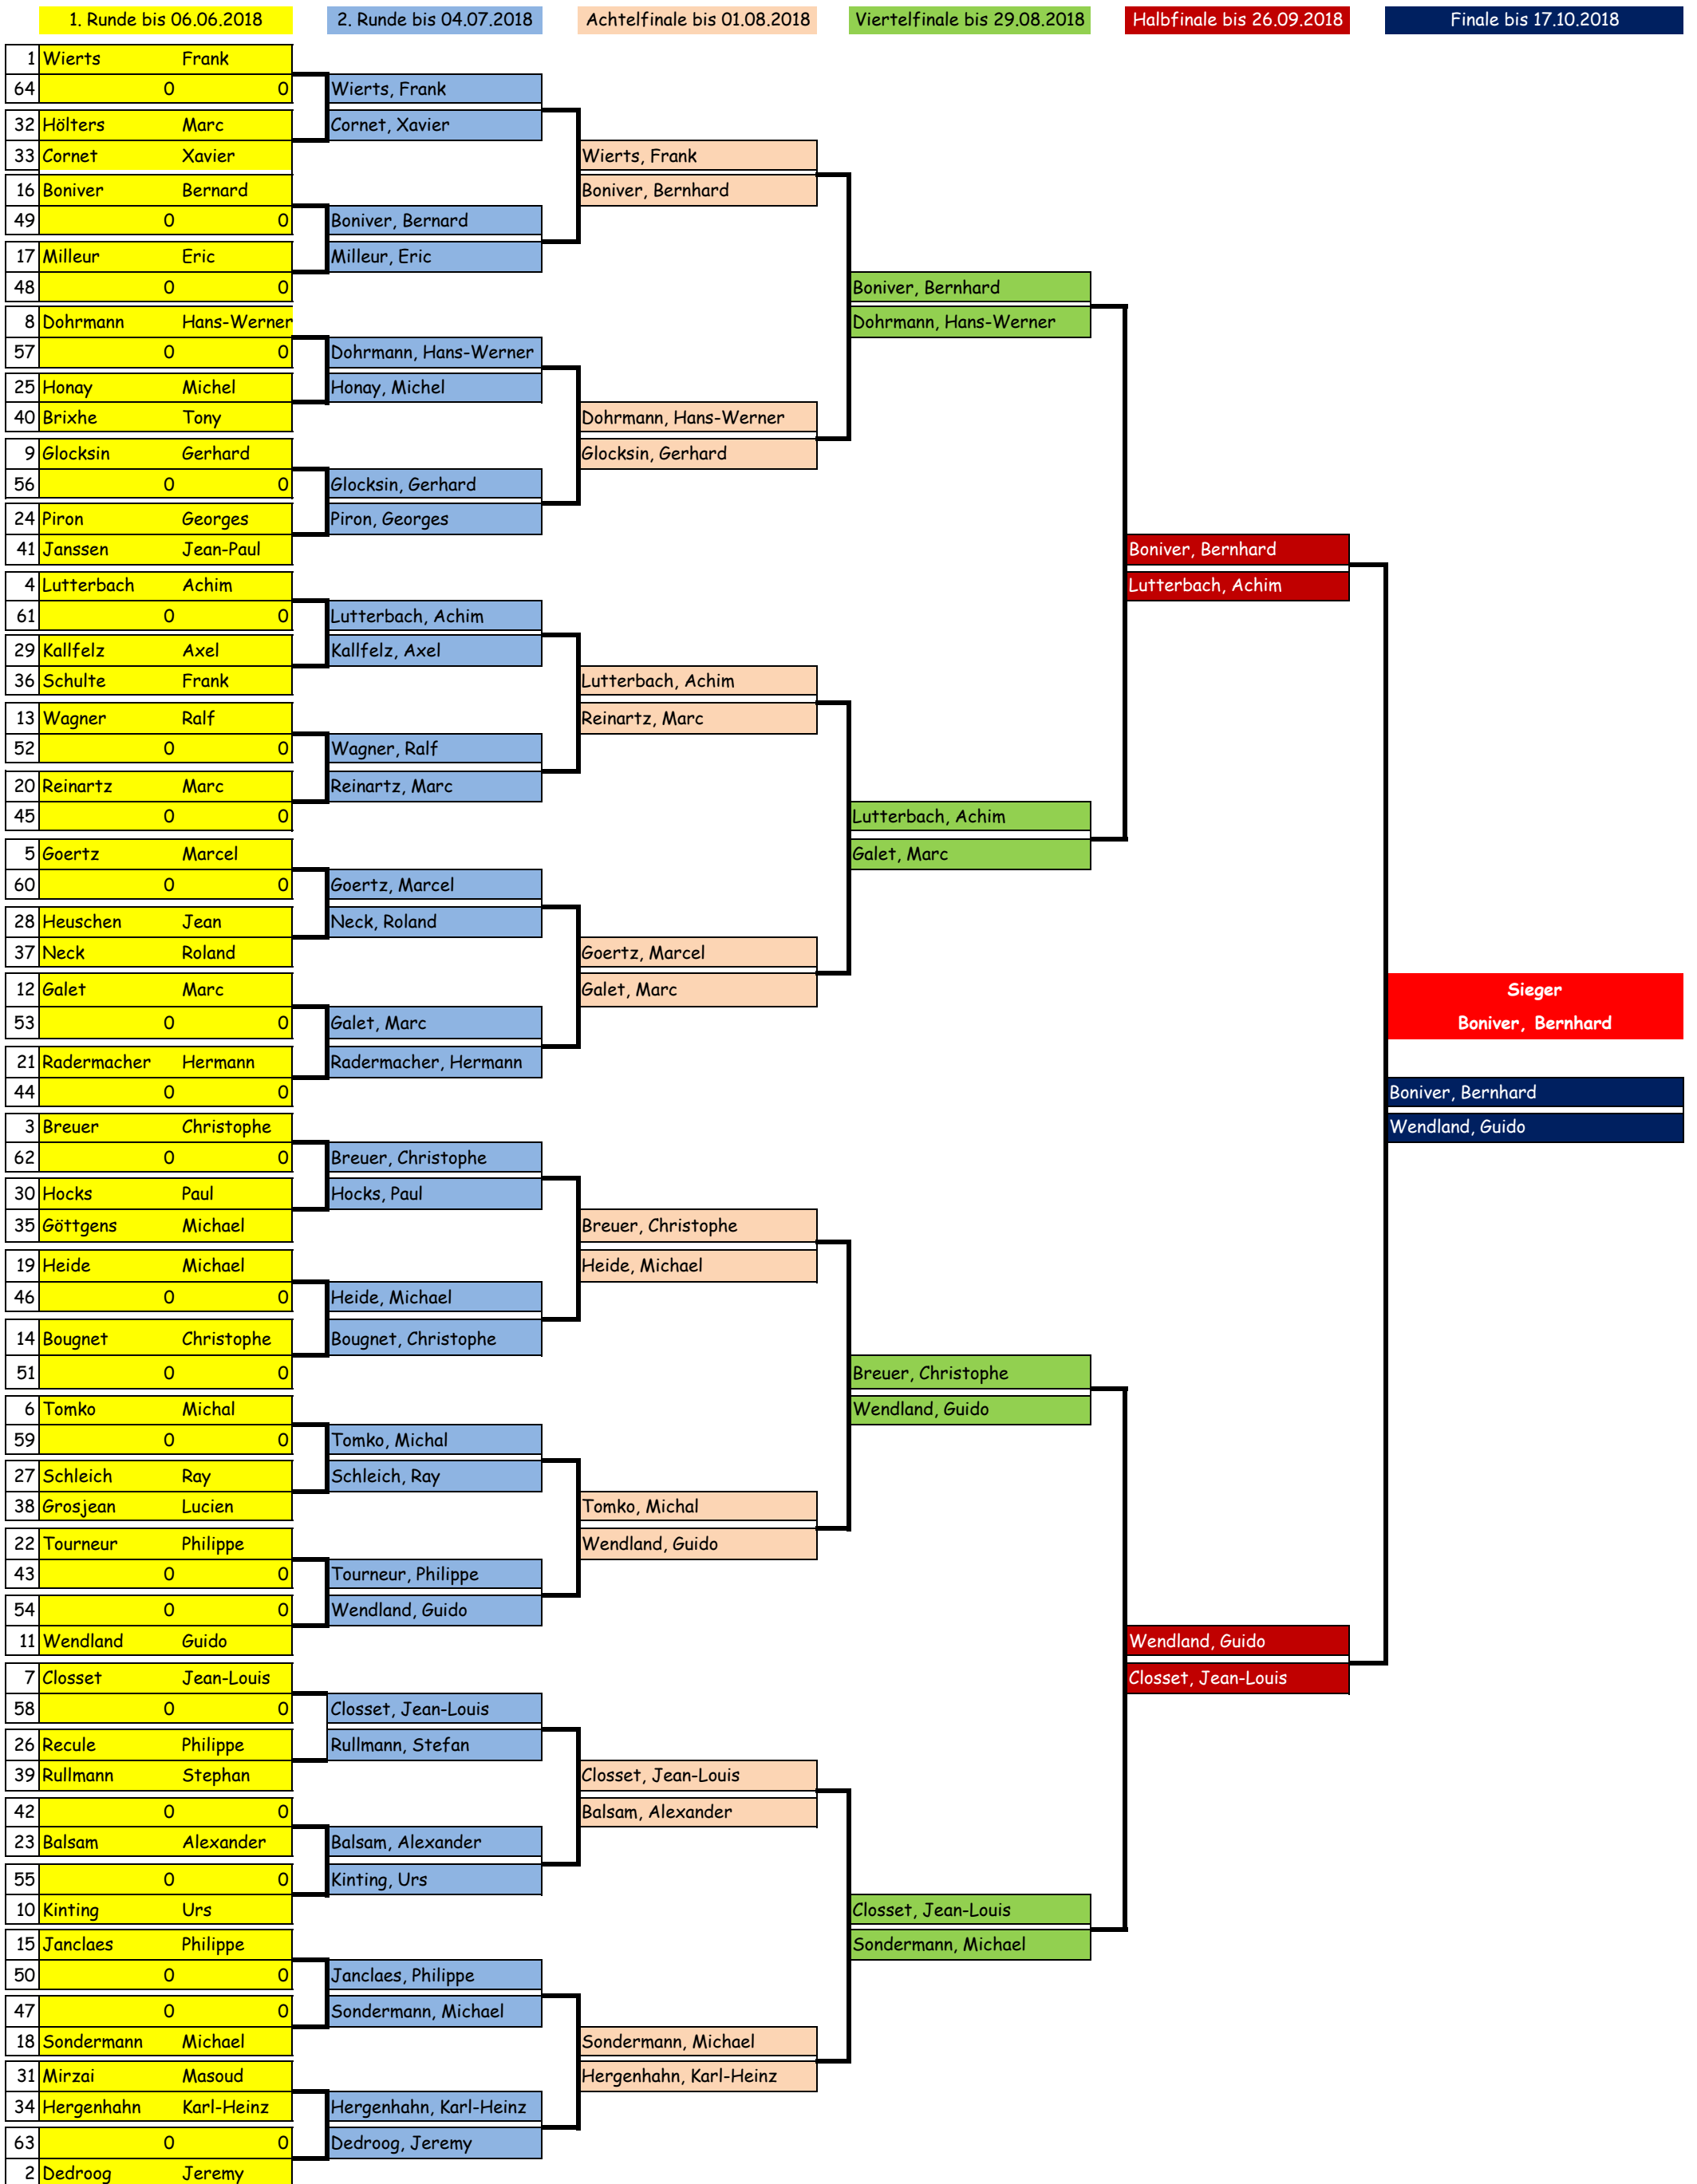 1. Runde bis 06.06.2018 2. Runde bis 04.07.2018 Achtelfinale bis 01.08.2018 Viertelfinale bis 29.08.2018 Halbfinale bis 26.09.2018 Finale bis 17.10.2018
1 Wierts Frank
64 0 0 Wierts, Frank
32 Hölters Marc Cornet, Xavier
33 Cornet Xavier Wierts, Frank
16 Boniver Bernard Boniver, Bernhard
49 0 0 Boniver, Bernard
17 Milleur Eric Milleur, Eric
48 0 0 Boniver, Bernhard
8 Dohrmann Hans-Werner Dohrmann, Hans-Werner
57 0 0 Dohrmann, Hans-Werner
25 Honay Michel Honay, Michel
40 Brixhe Tony Dohrmann, Hans-Werner
9 Glocksin Gerhard Glocksin, Gerhard
56 0 0 Glocksin, Gerhard
24 Piron Georges Piron, Georges
41 Janssen Jean-Paul Boniver, Bernhard
4 Lutterbach Achim Lutterbach, Achim
61 0 0 Lutterbach, Achim
29 Kallfelz Axel Kallfelz, Axel
36 Schulte Frank Lutterbach, Achim
13 Wagner Ralf Reinartz, Marc
52 0 0 Wagner, Ralf
20 Reinartz Marc Reinartz, Marc
45 0 0 Lutterbach, Achim
5 Goertz Marcel Galet, Marc
60 0 0 Goertz, Marcel
28 Heuschen Jean Neck, Roland
37 Neck Roland Goertz, Marcel
12 Galet Marc Galet, Marc Sieger
53 0 0 Galet, Marc Boniver, Bernhard
21 Radermacher Hermann Radermacher, Hermann
44 0 0 Boniver, Bernhard
3 Breuer Christophe Wendland, Guido
62 0 0 Breuer, Christophe
30 Hocks Paul Hocks, Paul
35 Göttgens Michael Breuer, Christophe
19 Heide Michael Heide, Michael
46 0 0 Heide, Michael
14 Bougnet Christophe Bougnet, Christophe
51 0 0 Breuer, Christophe
6 Tomko Michal Wendland, Guido
59 0 0 Tomko, Michal
27 Schleich Ray Schleich, Ray
38 Grosjean Lucien Tomko, Michal
22 Tourneur Philippe Wendland, Guido
43 0 0 Tourneur, Philippe
54 0 0 Wendland, Guido
11 Wendland Guido Wendland, Guido
7 Closset Jean-Louis Closset, Jean-Louis
58 0 0 Closset, Jean-Louis
26 Recule Philippe Rullmann, Stefan
39 Rullmann Stephan Closset, Jean-Louis
42 0 0 Balsam, Alexander
23 Balsam Alexander Balsam, Alexander
55 0 0 Kinting, Urs
10 Kinting Urs Closset, Jean-Louis
15 Janclaes Philippe Sondermann, Michael
50 0 0 Janclaes, Philippe
47 0 0 Sondermann, Michael
18 Sondermann Michael Sondermann, Michael
31 Mirzai Masoud Hergenhahn, Karl-Heinz
34 Hergenhahn Karl-Heinz Hergenhahn, Karl-Heinz
63 0 0 Dedroog, Jeremy
2 Dedroog Jeremy